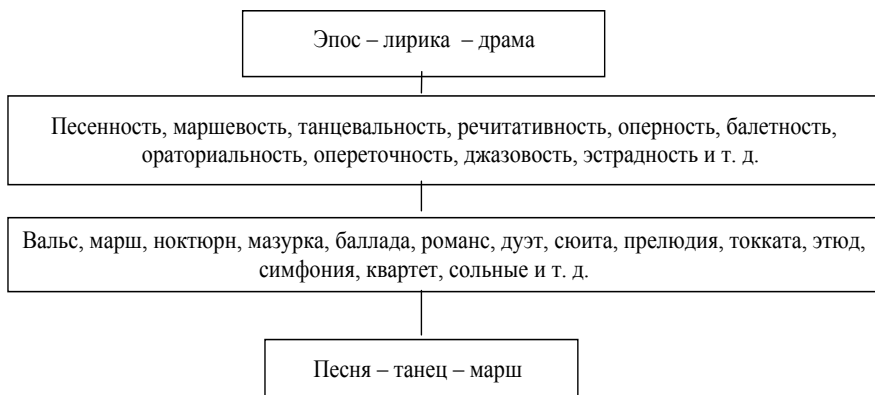 Эпос – лирика – драма
Песенность, маршевость, танцевальность, речитативность, оперность, балетность,
ораториальность, опереточность, джазовость, эстрадность и т. д.
Вальс, марш, ноктюрн, мазурка, баллада, романс, дуэт, сюита, прелюдия, токката, этюд,
симфония, квартет, сольные и т. д.
Песня – танец – марш